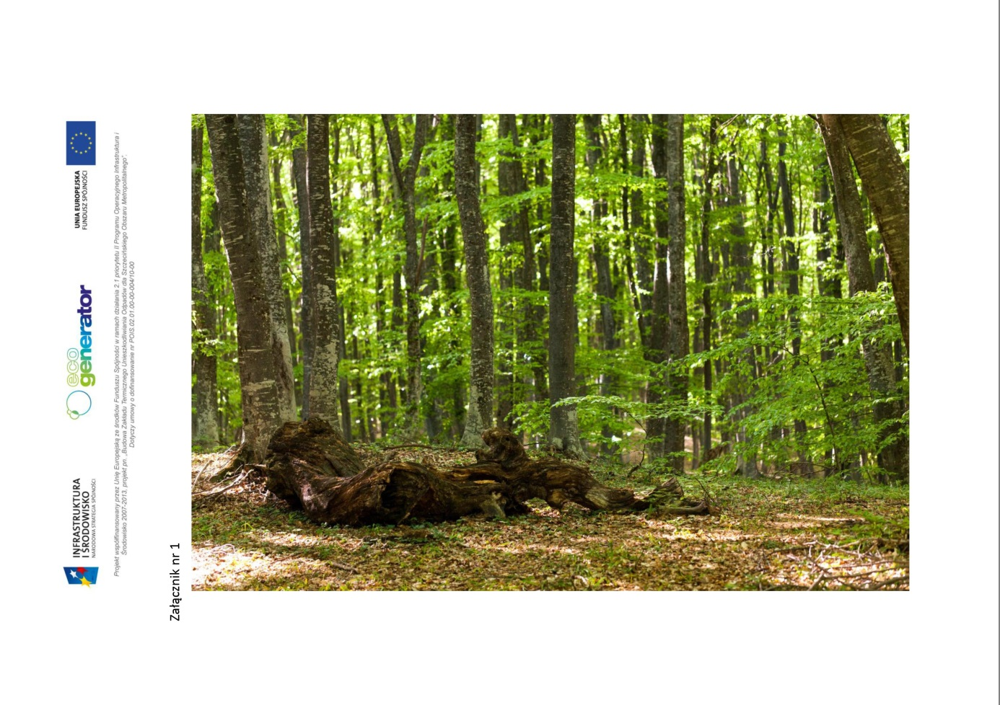 INFRASTRUKTURA
I ŚRODOWISKO
NARODOWA STRATEGIA SPÓJNOŚCI
eco
generator
UNIA EUROPEJSKA
FUNDUSZ SPÓJNOŚCI
Projekt współfinansowany przez Unię Europejską ze środków Funduszu Spójności w ramach działania 2.1 priorytetu II Programu Operacyjnego Infrastruktura i
Środowisko 2007-2013, projekt pn. „Budowa Zakładu Termicznego Unieszkodliwiania Odpadów dla Szczecińskiego Obszaru Metropolitalnego”.
Dotyczy umowy o dofinansowanie nr POIS.02.01.00-00-004/10-00
Załącznik nr 1